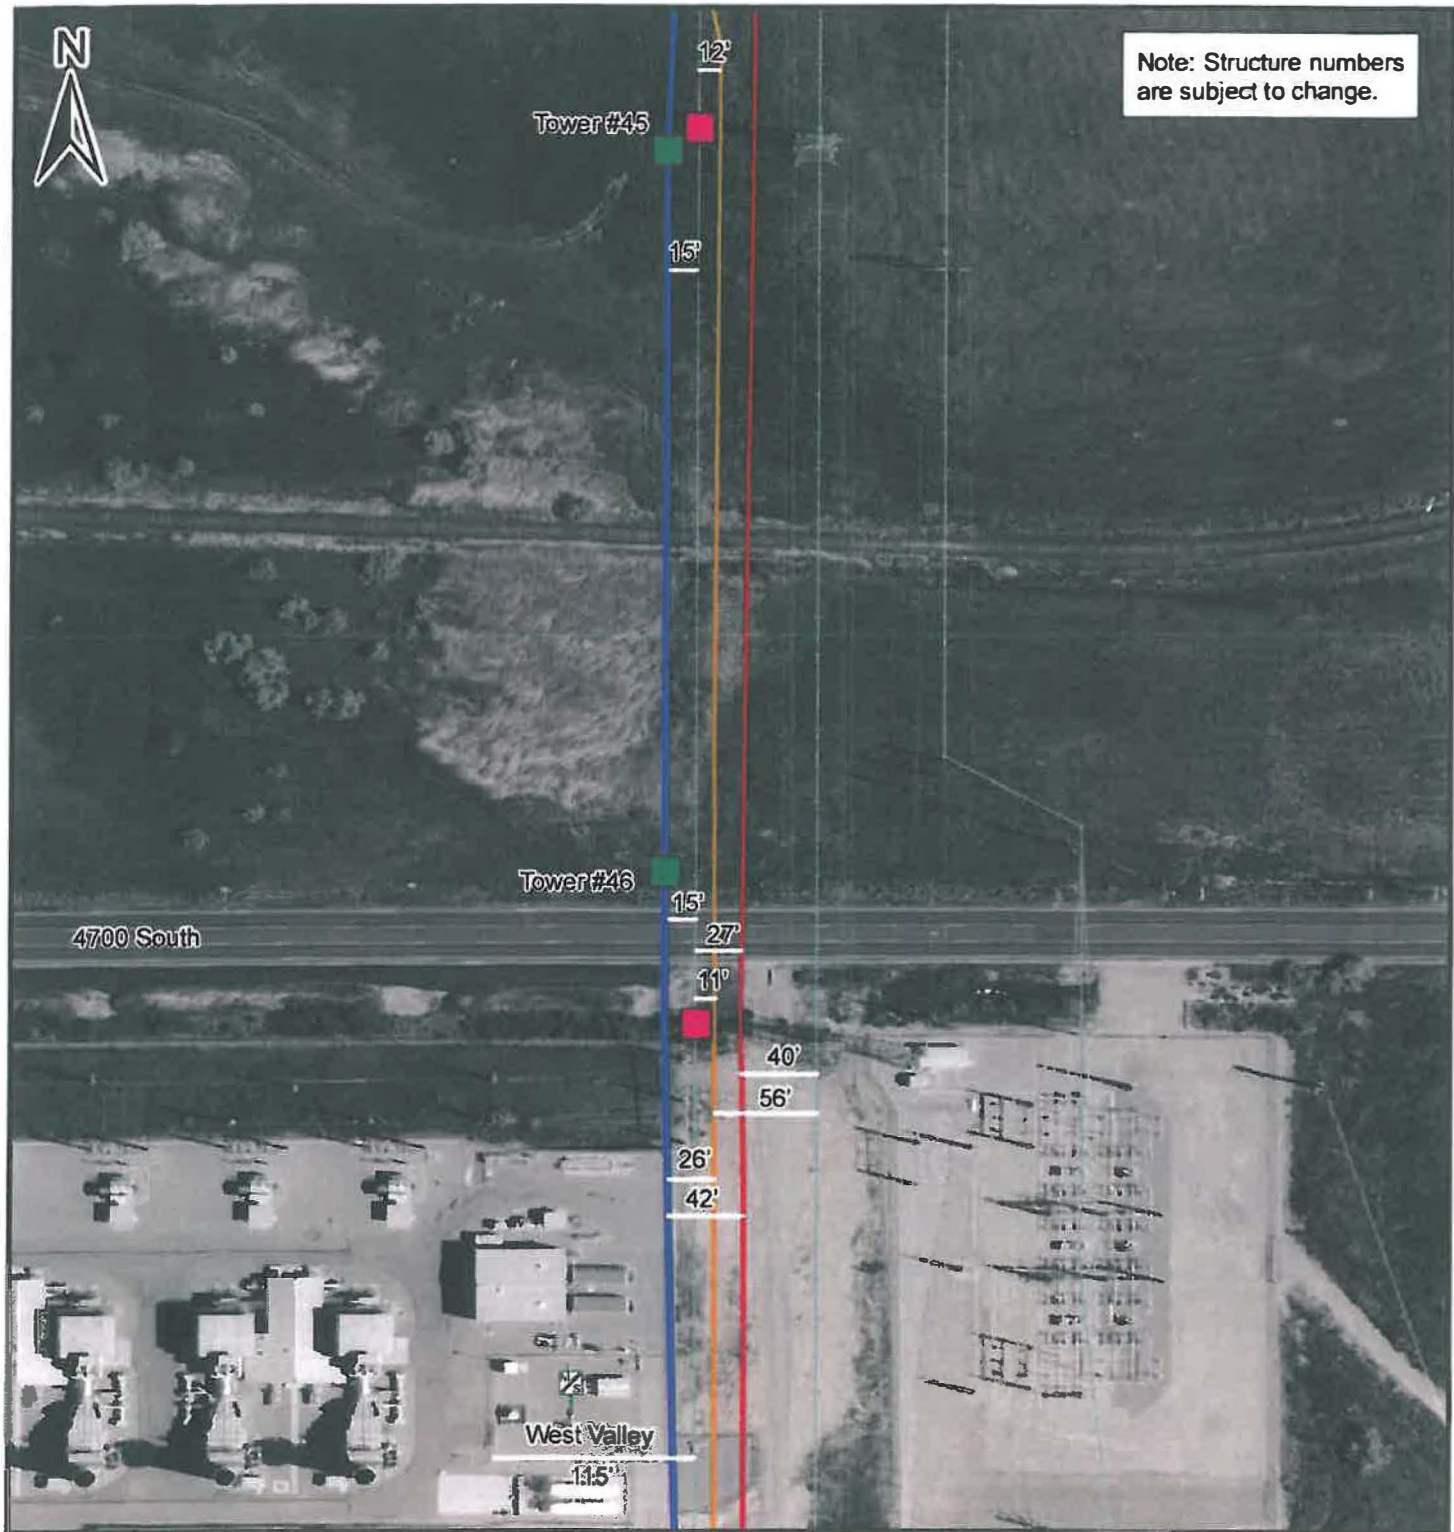 N
12'
Note: Structure numbers
are subject to change.
Tower #45
15'
Tower #46
15'
4700 South
27'
11'
40'
56'
26'
42'
West Valley
115'